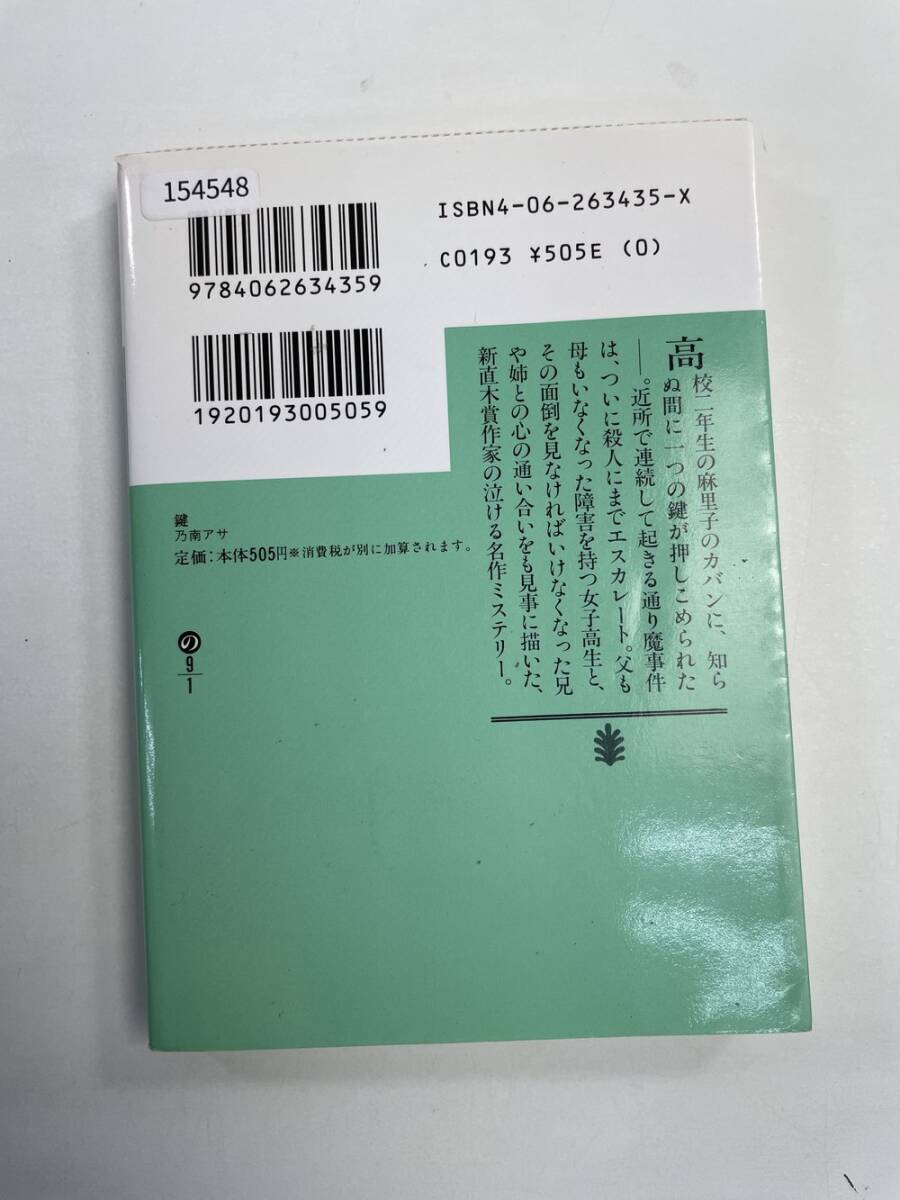 154548
ISBN4-06-263435-X
C0193 ¥505E (0)
9784062634359
1920193005059
高校二年生の麻里子のカバンに、知ら
ぬ間に一つの鍵が押しこめられた
――。近所で連続して起きる通り魔事件
は、ついに殺人にまでエスカレート。父も
母もいなくなった障害を持つ女子高生と、
その面倒を見なければいけなくなった兄
や姉との心の通い合いをも見事に描いた、
新直木賞作家の泣ける名作ミステリー。
鍵
乃南アサ
定価:本体505円※消費税が別に加算されます。
の
9
1